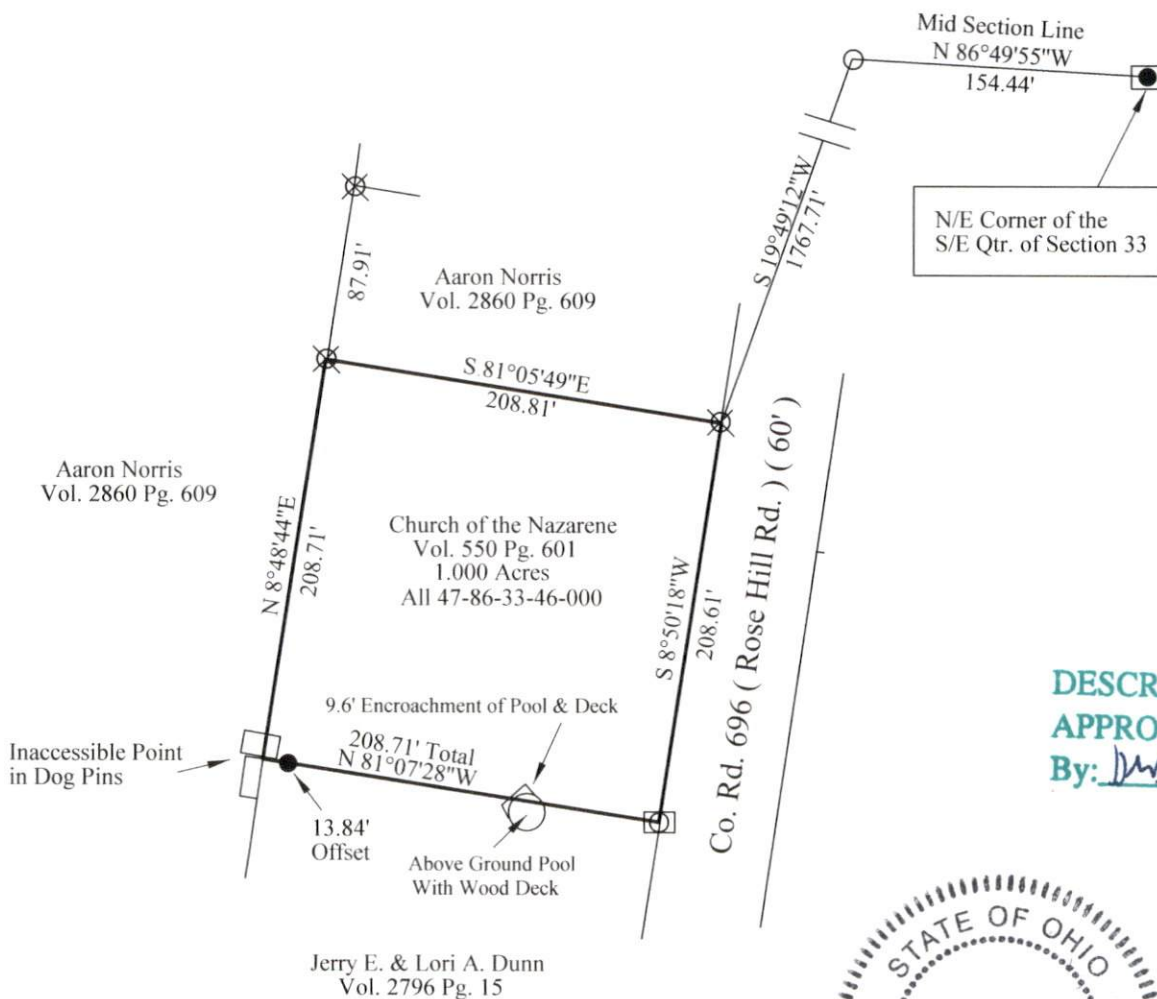 Mid Section Line
N 86°49'55"W
154.44'
N/E Corner of the
S/E Qtr. of Section 33
S 19°49'12"W
1767.71'
87.91'
Aaron Norris
Vol. 2860 Pg. 609
S 81°05'49"E
208.81'
Aaron Norris
Vol. 2860 Pg. 609
N 8°48'44"E
208.71'
Church of the Nazarene
Vol. 550 Pg. 601
1.000 Acres
All 47-86-33-46-000
S 8°50'18"W
208.61'
Co. Rd. 696 ( Rose Hill Rd. ) ( 60' )
9.6' Encroachment of Pool & Deck
208.71' Total
N 81°07'28"W
Inaccessible Point
in Dog Pins
13.84'
Offset
Above Ground Pool
With Wood Deck
Jerry E. & Lori A. Dunn
Vol. 2796 Pg. 15
DESCR
APPRO
By:
STATE OF OHIO